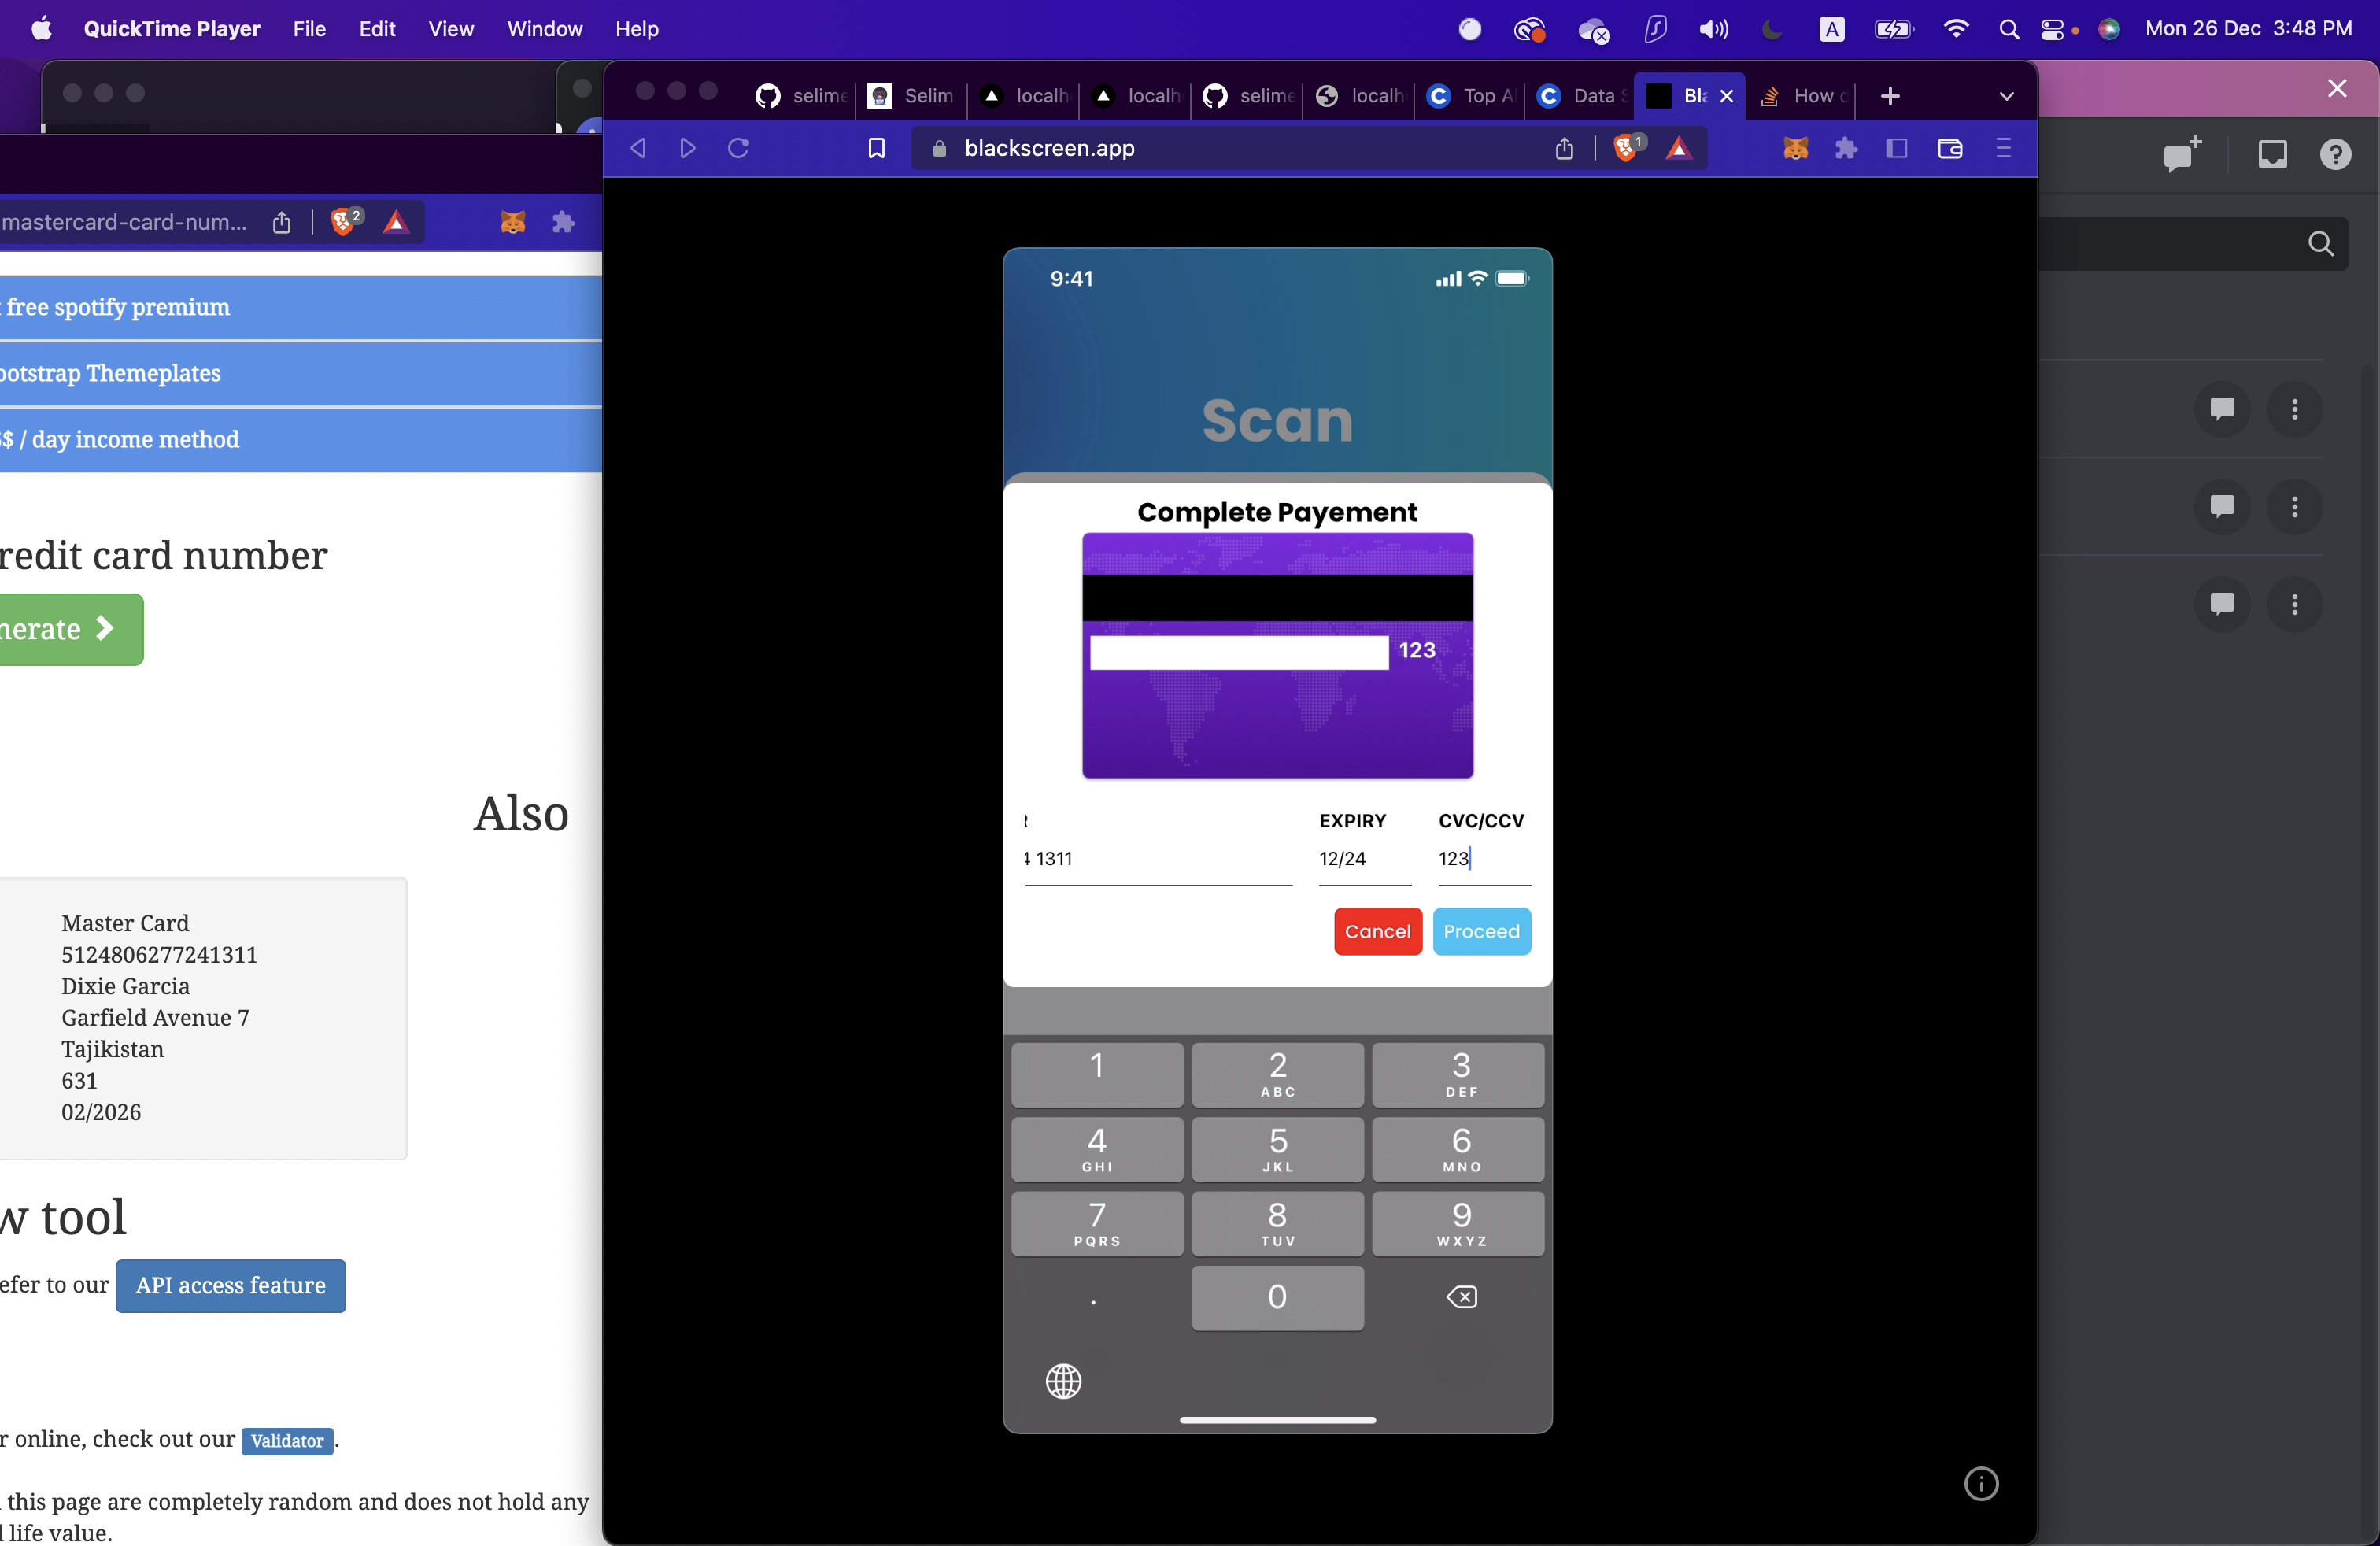 QuickTime Player File Edit View Window Help A Mon 26 Dec 3:48 PM
selime Selim localh localh selime localh Top A Data S Bla How c
blackscreen.app 1
mastercard-card-num... 2
free spotify premium
ootstrap Themeplates
$ / day income method
redit card number
nerate
Also
Master Card
5124806277241311
Dixie Garcia
Garfield Avenue 7
Tajikistan
631
02/2026
w tool
efer to our API access feature
r online, check out our Validator.
this page are completely random and does not hold any
l life value.
9:41
Scan
Complete Payement
123
R EXPIRY CVC/CCV
4 1311 12/24 123
Cancel Proceed
1 2 ABC 3 DEF
4 GHI 5 JKL 6 MNO
7 PQRS 8 TUV 9 WXYZ
. 0